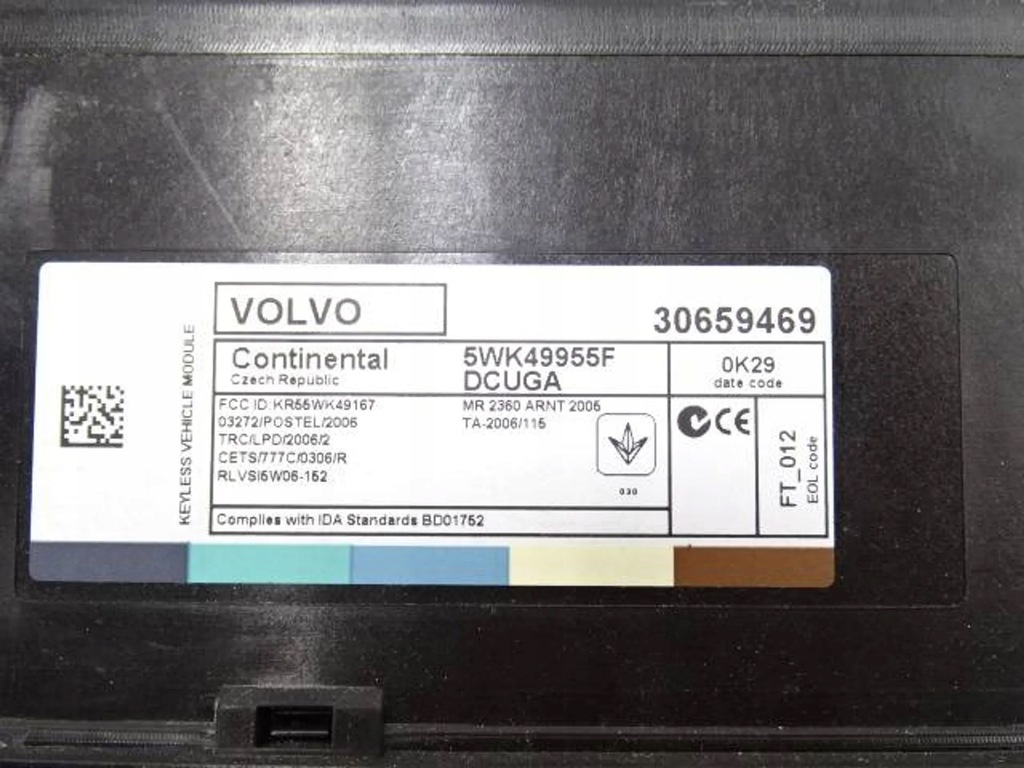 VOLVO
30659469
KEYLESS VEHICLE MODULE
Continental
Czech Republic
5WK49955F
DCUGA
0K29
date code
FCC ID: KR55WK49167
03272/POSTEL/2006
TRC/LPD/2006/2
CETS/777C/0306/R
RLVSI5W06-152
MR 2360 ARNT 2006
TA-2006/115
030
CE
FT_012
EOL code
Complies with IDA Standards BD01752